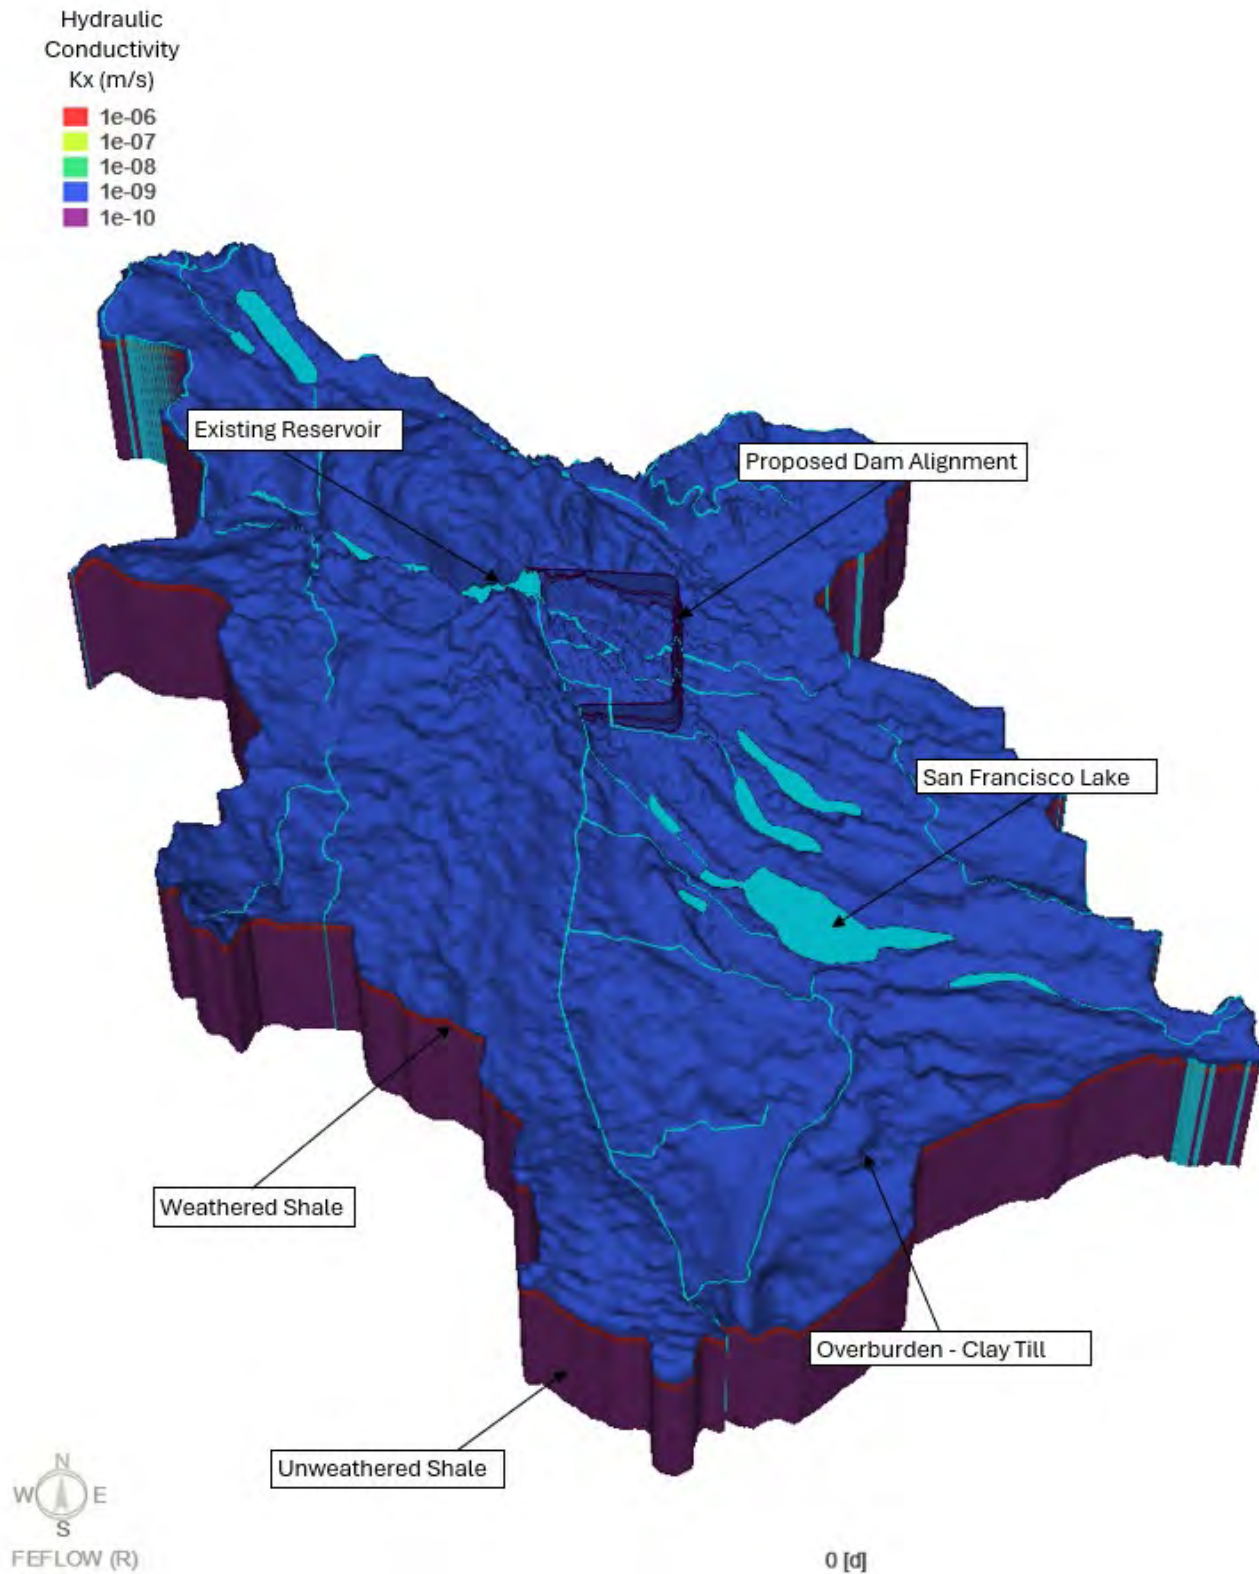 Hydraulic
Conductivity
Kx (m/s)
1e-06
1e-07
1e-08
1e-09
1e-10
Existing Reservoir
Proposed Dam Alignment
San Francisco Lake
Weathered Shale
Overburden - Clay Till
Unweathered Shale
N
W E
S
FEFLOW (R)
0 [d]